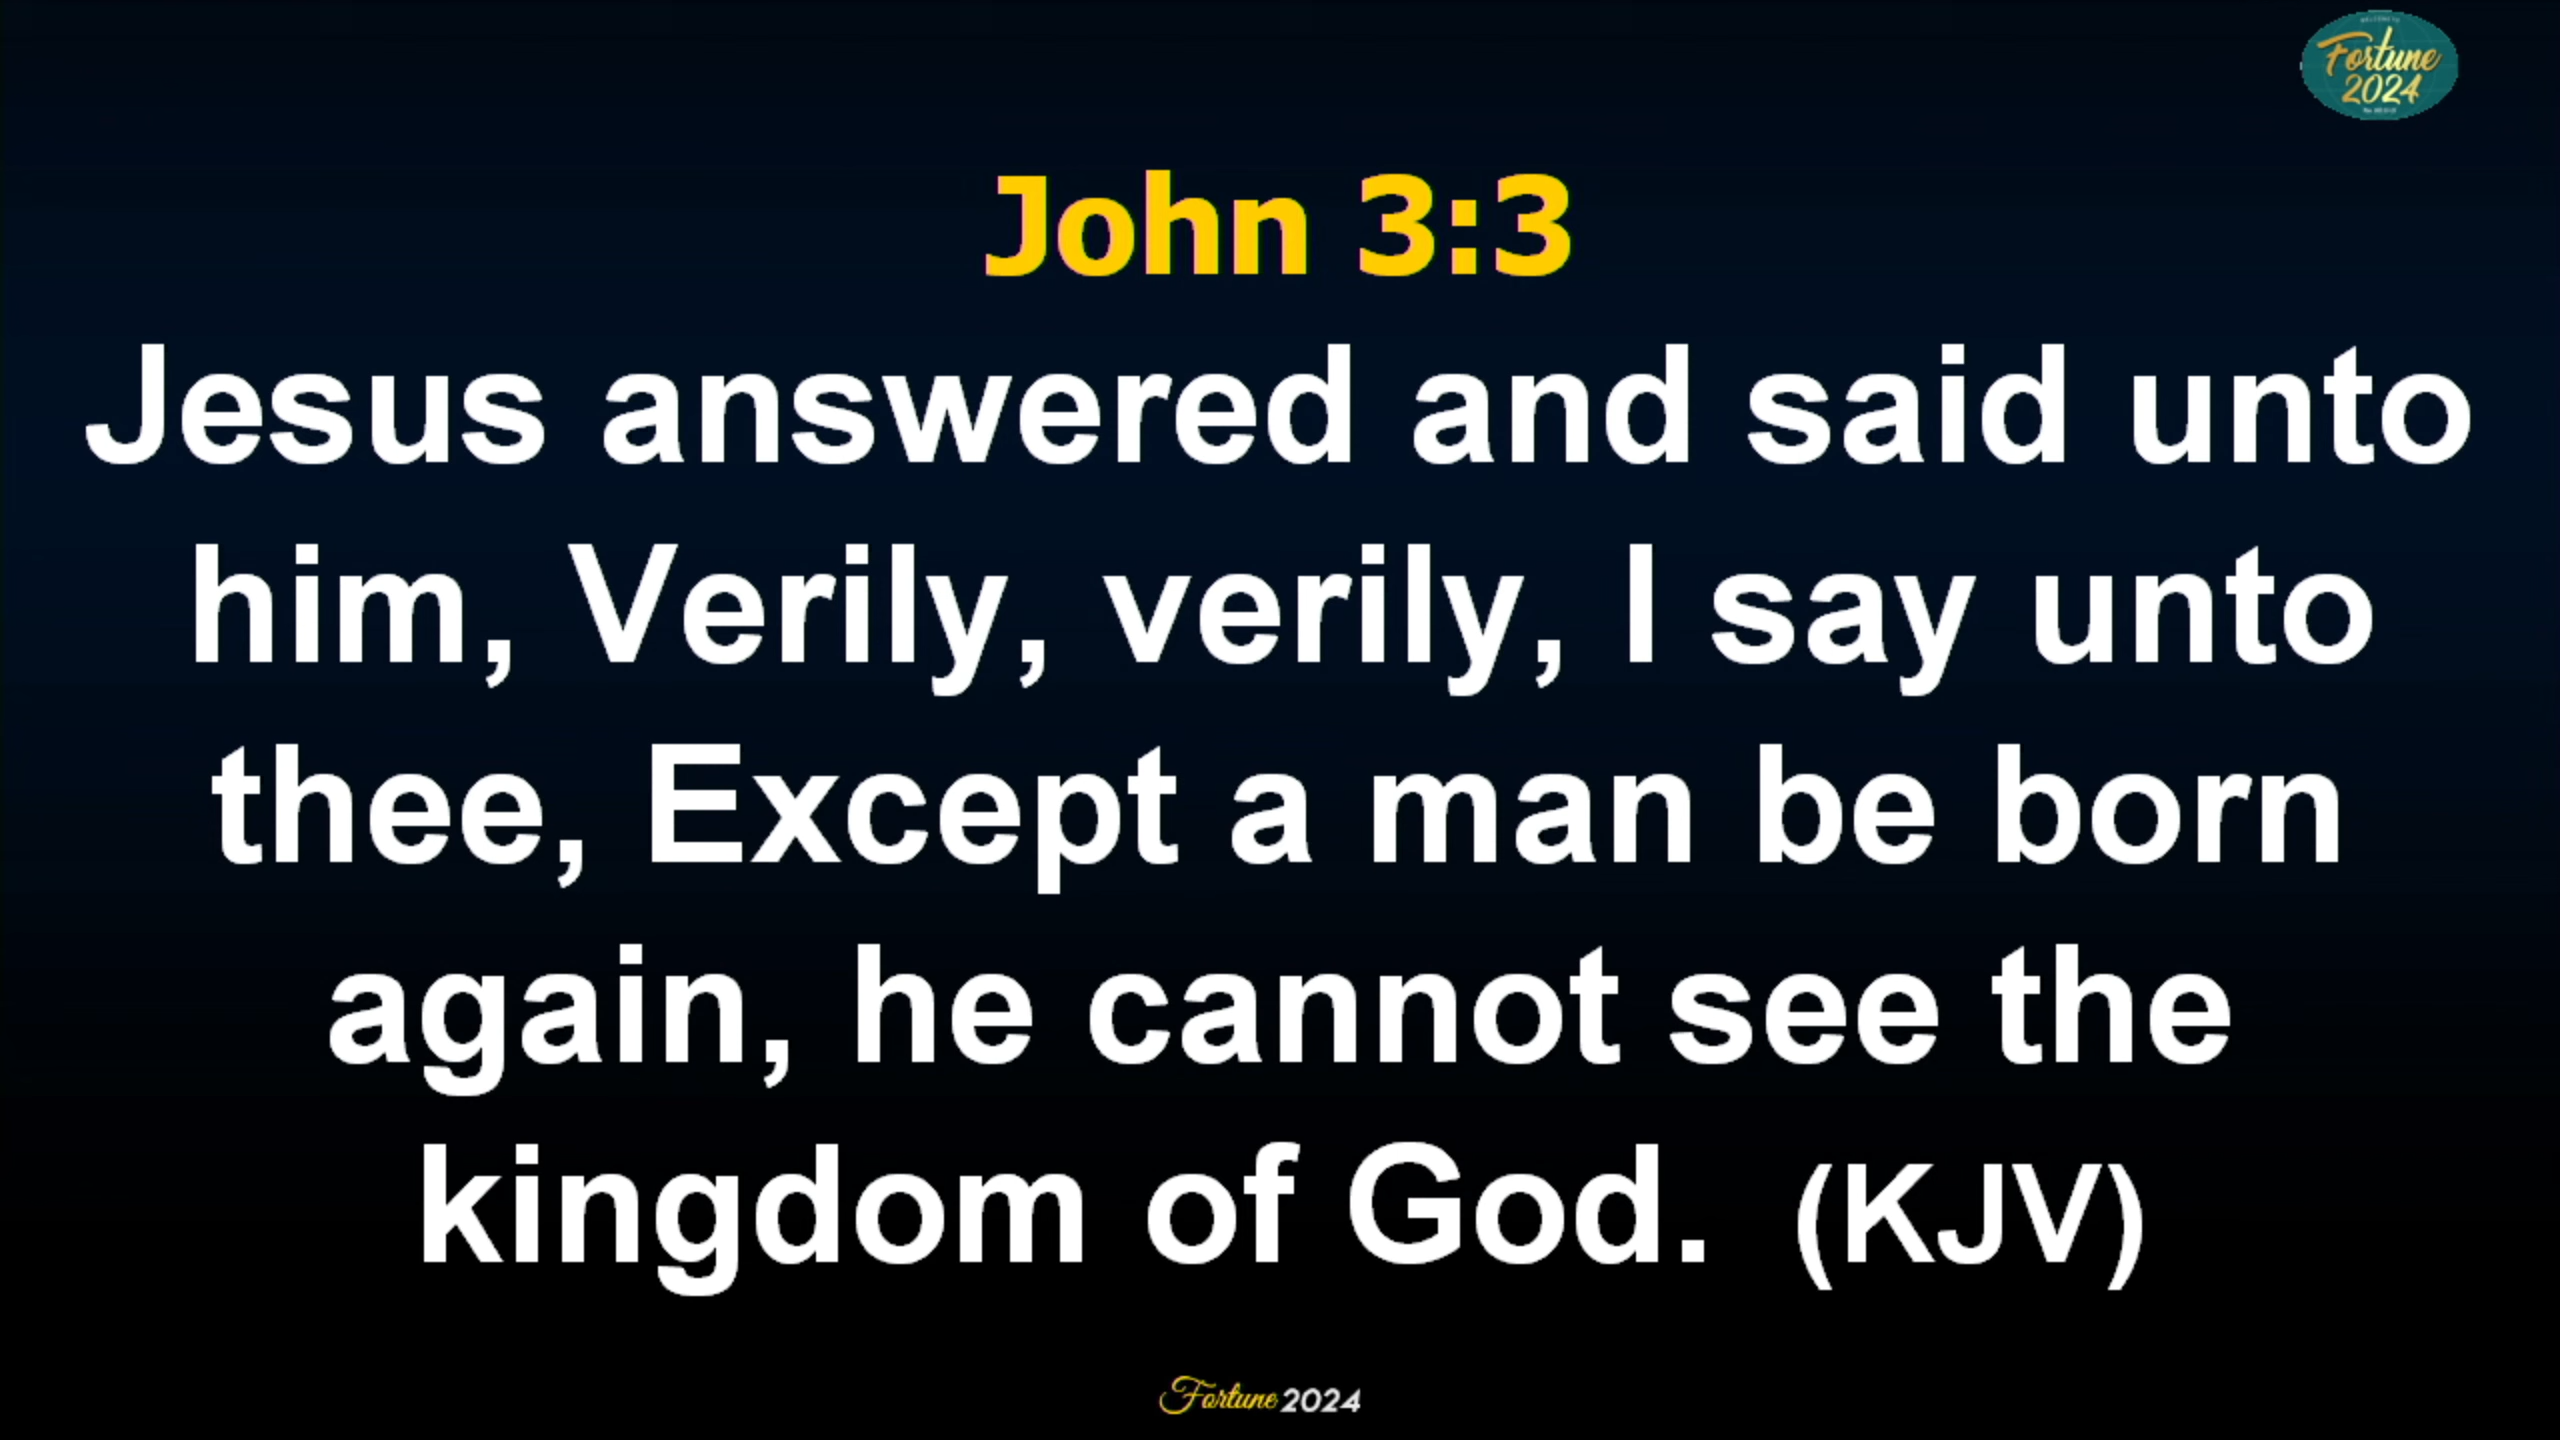 Fortune
2024
John 3:3
Jesus answered and said unto
him, Verily, verily, I say unto
thee, Except a man be born
again, he cannot see the
kingdom of God. (KJV)
Fortune 2024